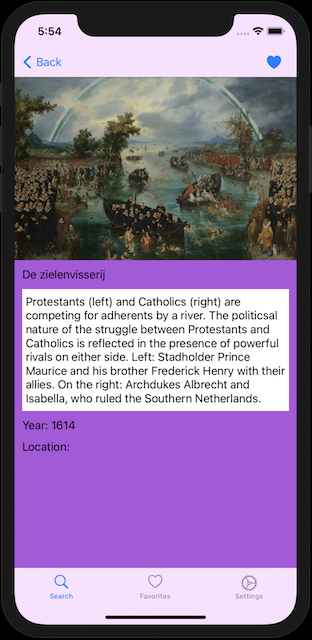 5:54
Back
De zielenvisserij
Protestants (left) and Catholics (right) are
competing for adherents by a river. The politicsal
nature of the struggle between Protestants and
Catholics is reflected in the presence of powerful
rivals on either side. Left: Stadholder Prince
Maurice and his brother Frederick Henry with their
allies. On the right: Archdukes Albrecht and
Isabella, who ruled the Southern Netherlands.
Year: 1614
Location:
Search Favorites Settings